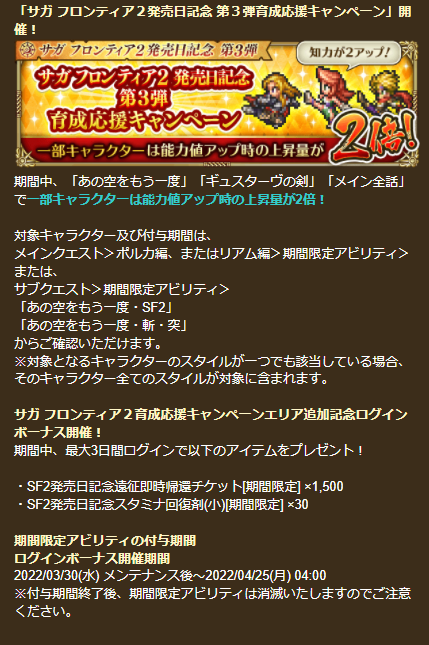 「サガ フロンティア２発売日記念 第３弾育成応援キャンペーン」開
催！
サガ フロンティア２ 発売日記念 第３弾
知力が2アップ！
サガ フロンティア2 発売日記念
第3弾
育成応援キャンペーン
一部キャラクターは能力値アップ時の上昇量が2倍！
期間中、「あの空をもう一度」「ギュスターヴの剣」「メイン全話」
で一部キャラクターは能力値アップ時の上昇量が2倍！
対象キャラクター及び付与期間は、
メインクエスト＞ポルカ編、またはリアム編＞期間限定アビリティ＞
または、
サブクエスト＞期間限定アビリティ＞
「あの空をもう一度・SF2」
「あの空をもう一度・斬・突」
からご確認いただけます。
※対象となるキャラクターのスタイルが一つでも該当している場合、
そのキャラクター全てのスタイルが対象に含まれます。
サガ フロンティア２育成応援キャンペーンエリア追加記念ログイン
ボーナス開催！
期間中、最大3日間ログインで以下のアイテムをプレゼント！
・SF2発売日記念遠征即時帰還チケット[期間限定] ×1,500
・SF2発売日記念スタミナ回復剤(小)[期間限定] ×30
期間限定アビリティの付与期間
ログインボーナス開催期間
2022/03/30(水) メンテナンス後～2022/04/25(月) 04:00
※付与期間終了後、期間限定アビリティは消滅いたしますのでご注意
ください。